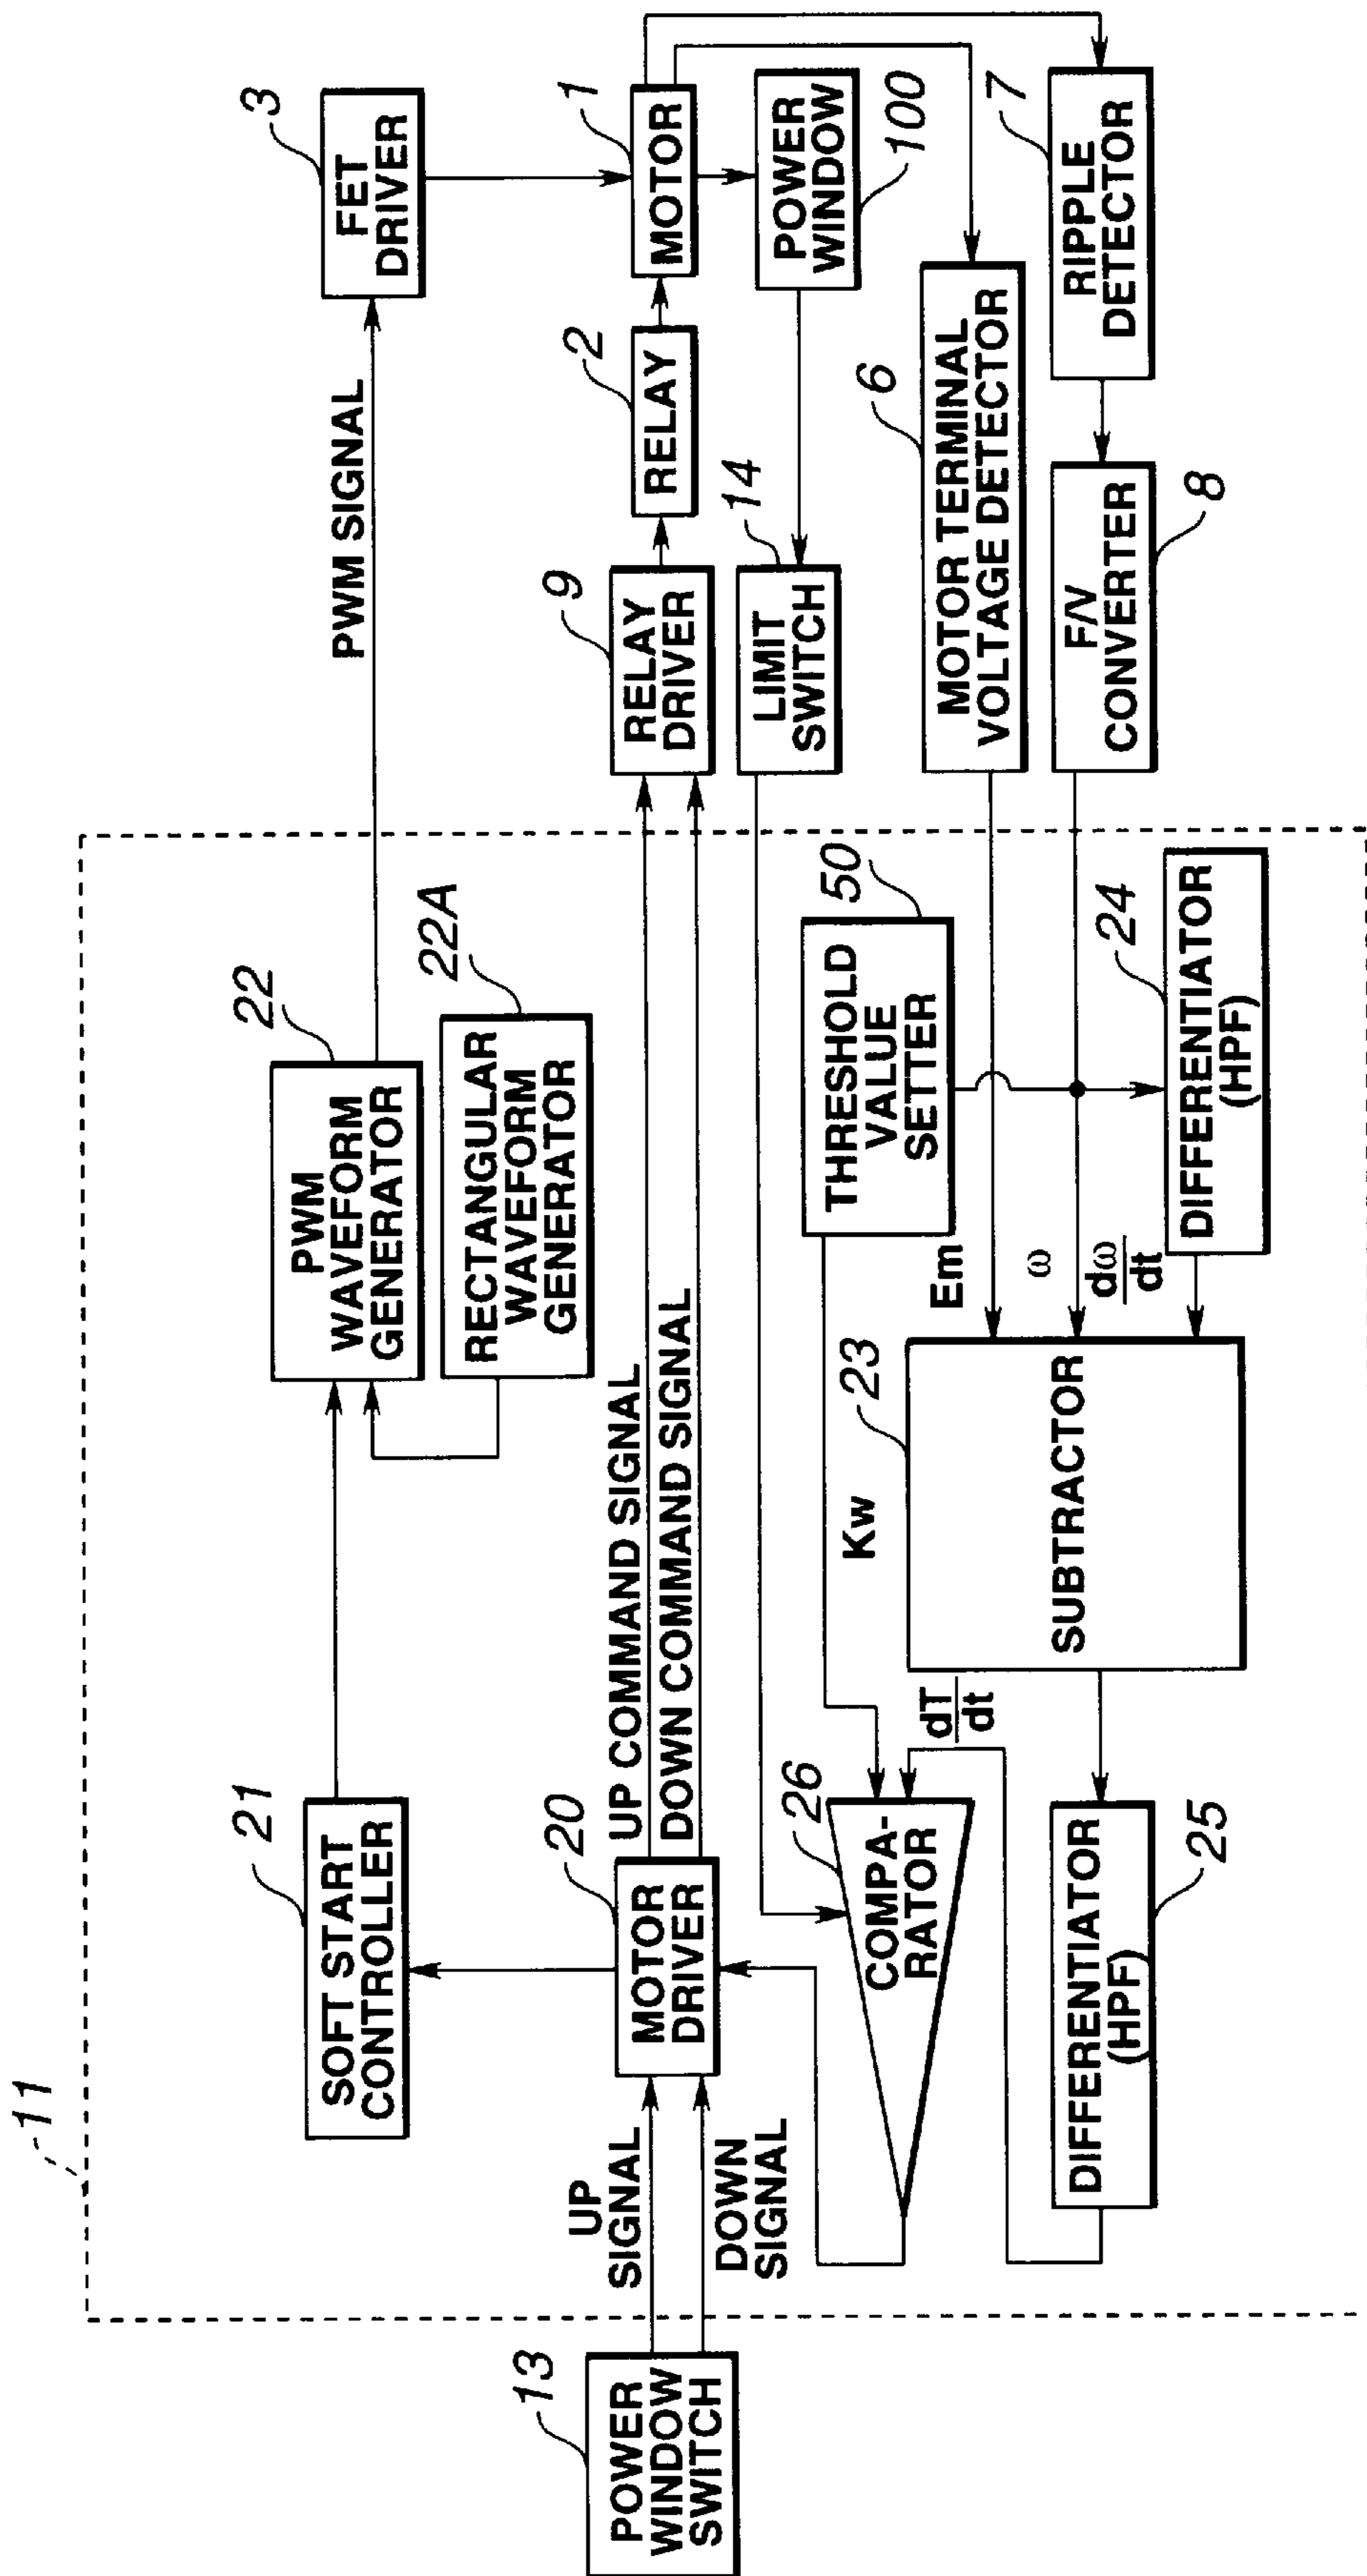 11
13
POWER
WINDOW
SWITCH
UP
SIGNAL
DOWN
SIGNAL
21
SOFT START
CONTROLLER
20
MOTOR
DRIVER
UP COMMAND SIGNAL
DOWN COMMAND SIGNAL
22
PWM
WAVEFORM
GENERATOR
22A
RECTANGULAR
WAVEFORM
GENERATOR
PWM SIGNAL
3
FET
DRIVER
9
RELAY
DRIVER
2
RELAY
1
MOTOR
POWER
WINDOW
100
14
LIMIT
SWITCH
6
MOTOR TERMINAL
VOLTAGE DETECTOR
7
RIPPLE
DETECTOR
F/V
CONVERTER
8
50
THRESHOLD
VALUE
SETTER
24
DIFFERENTIATOR
(HPF)
Em
ω
dω
dt
23
SUBTRACTOR
Kw
dT
dt
26
COMPA-
RATOR
DIFFERENTIATOR
(HPF)
25